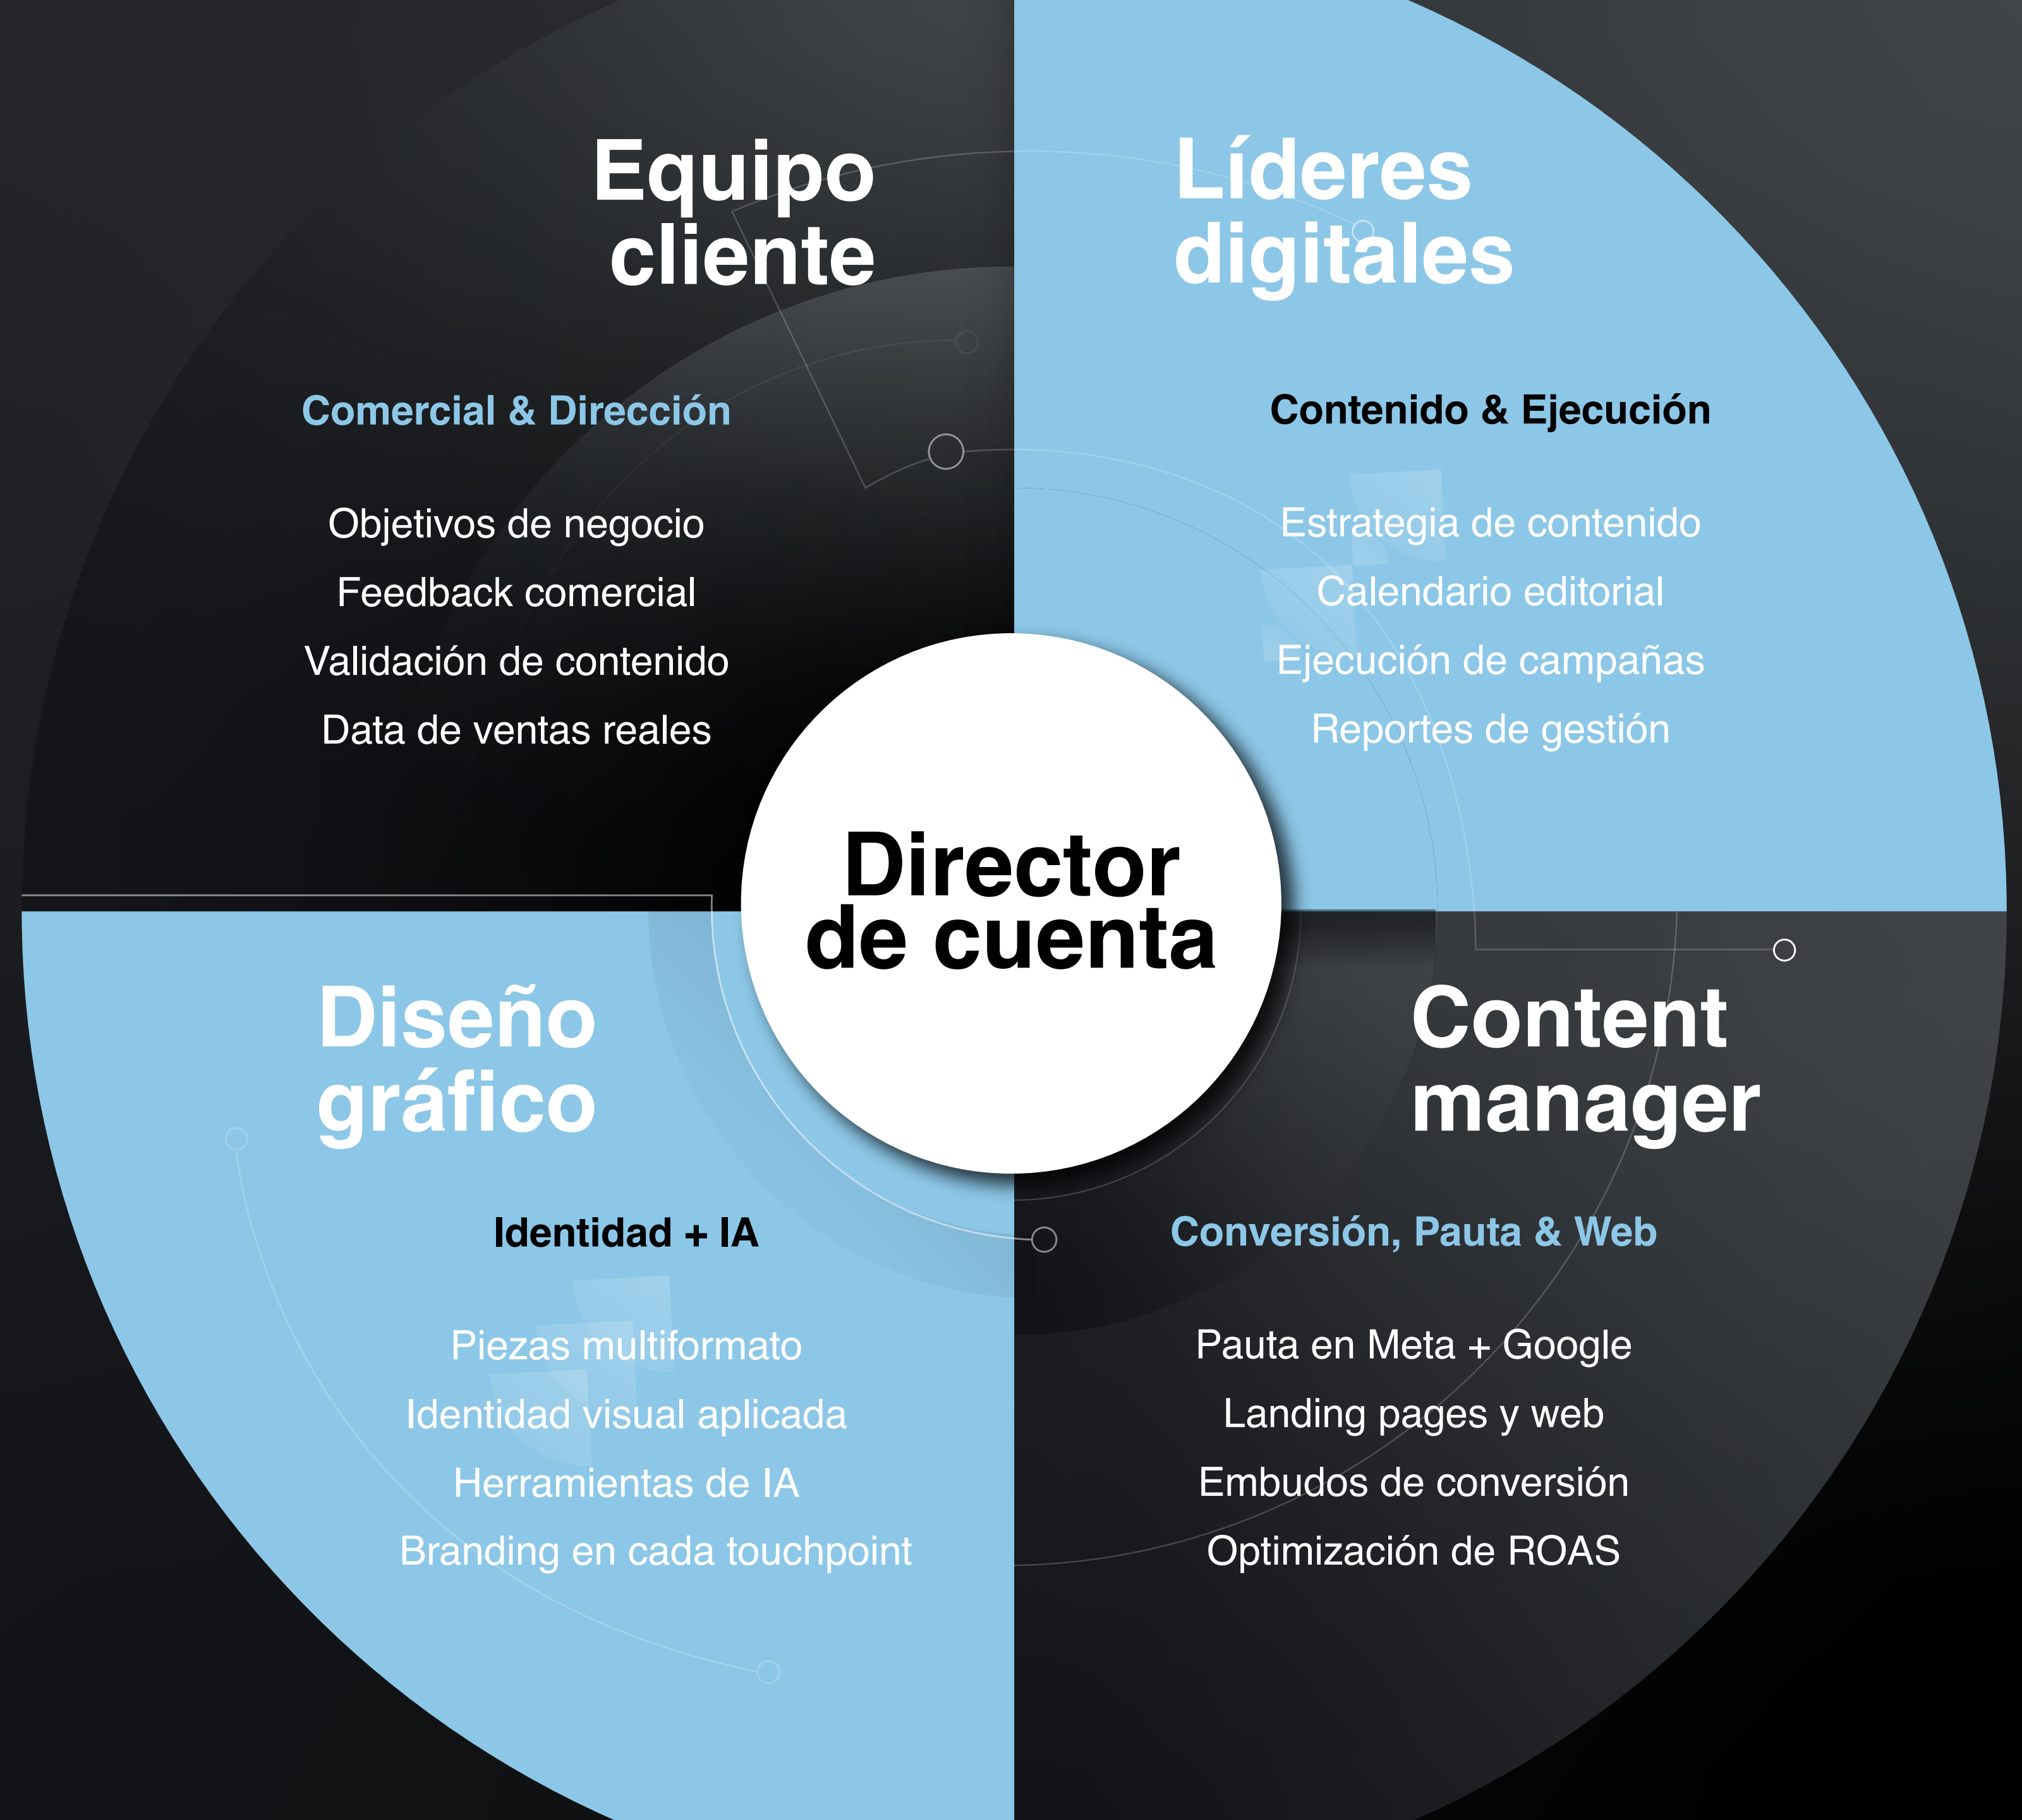 Equipo
cliente
Comercial & Dirección
Objetivos de negocio
Feedback comercial
Validación de contenido
Data de ventas reales
Líderes
digitales
Contenido & Ejecución
Estrategia de contenido
Calendario editorial
Ejecución de campañas
Reportes de gestión
Director
de cuenta
Diseño
gráfico
Identidad + IA
Piezas multiformato
Identidad visual aplicada
Herramientas de IA
Branding en cada touchpoint
Content
manager
Conversión, Pauta & Web
Pauta en Meta + Google
Landing pages y web
Embudos de conversión
Optimización de ROAS